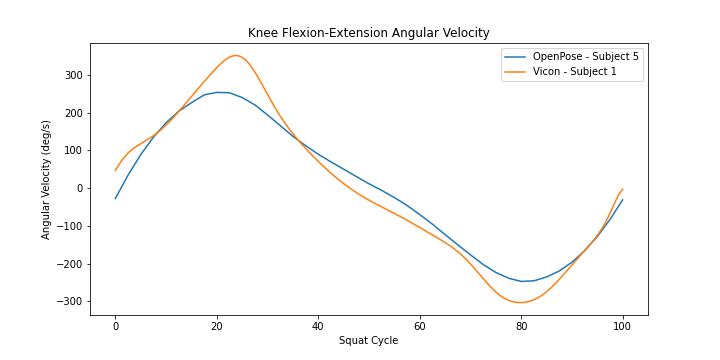 Knee Flexion-Extension Angular Velocity
OpenPose - Subject 5
Vicon - Subject 1
Angular Velocity (deg/s)
300
200
100
0
−100
−200
−300
0
20
40
60
80
100
Squat Cycle